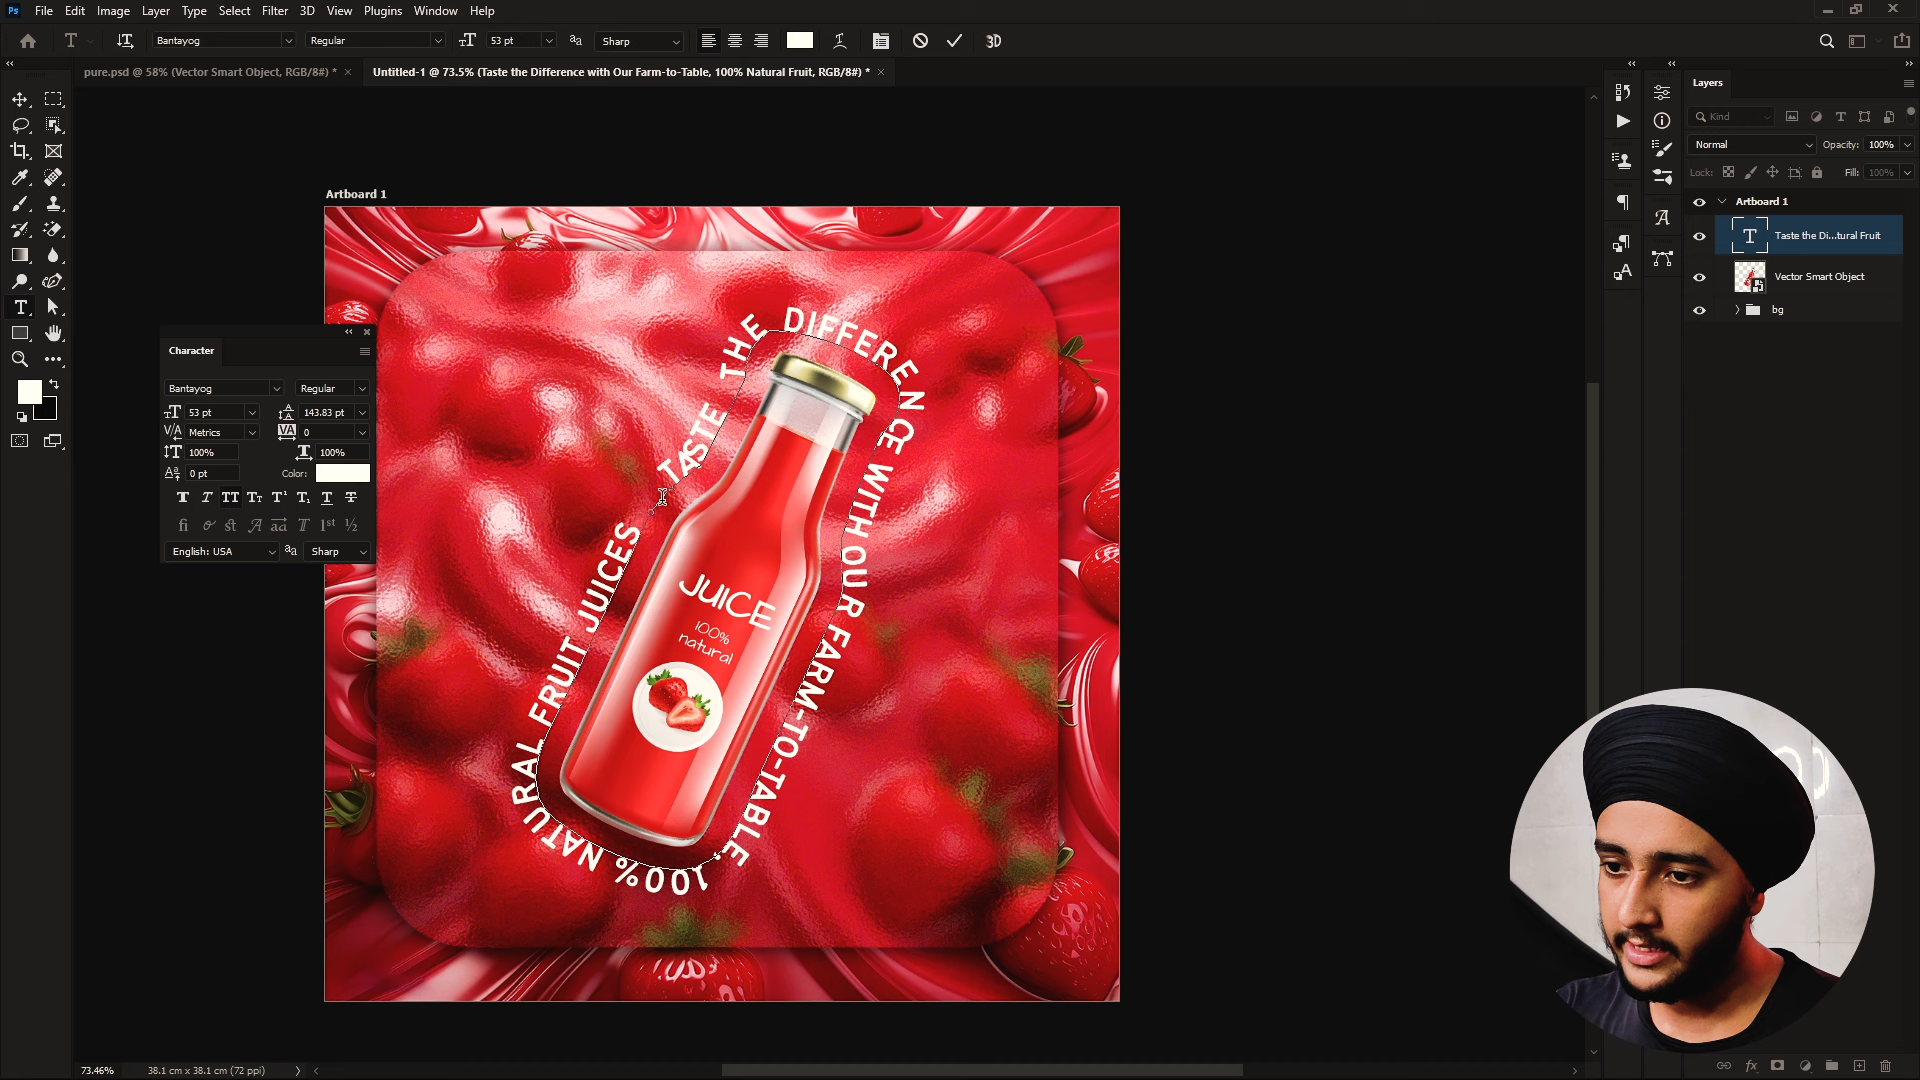 Ps File Edit Image Layer Type Select Filter 3D View Plugins Window Help
T Bantayog Regular 53 pt Sharp 3D
pure.psd @ 58% (Vector Smart Object, RGB/8#) * × Untitled-1 @ 73.5% (Taste the Difference with Our Farm-to-Table, 100% Natural Fruit, RGB/8#) * ×
Artboard 1
TASTE THE DIFFERENCE WITH OUR FARM-TO-TABLE, 100% NATURAL FRUIT JUICES
JUICE
100%
natural
Character
Bantayog Regular
53 pt 143.83 pt
Metrics 0
100% 100%
0 pt Color:
English: USA Sharp
Layers
Kind
Normal Opacity: 100%
Lock: Fill: 100%
Artboard 1
Taste the Di...tural Fruit
Vector Smart Object
bg
73.46% 38.1 cm x 38.1 cm (72 ppi)